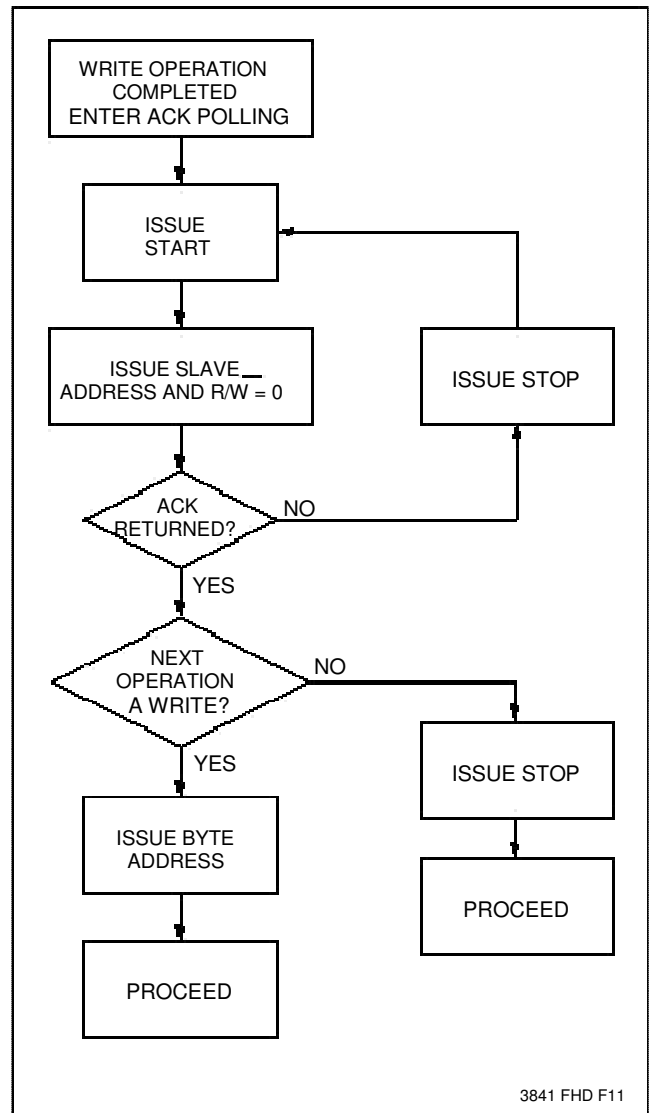 WRITE OPERATION
COMPLETED
ENTER ACK POLLING
ISSUE
START
ISSUE SLAVE
ADDRESS AND R/W = 0
ISSUE STOP
ACK
RETURNED?
NO
YES
NEXT
OPERATION
A WRITE?
NO
YES
ISSUE STOP
ISSUE BYTE
ADDRESS
PROCEED
PROCEED
3841 FHD F11